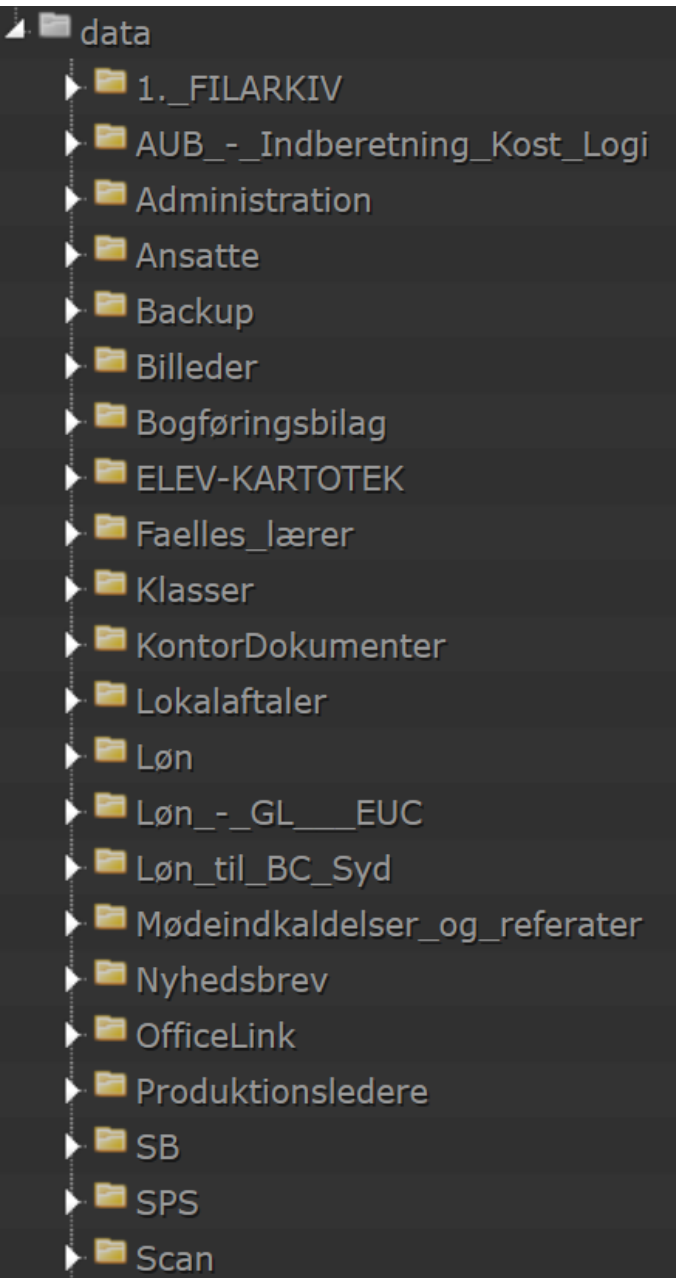 data
1._FILARKIV
AUB_-_Indberetning_Kost_Logi
Administration
Ansatte
Backup
Billeder
Bogføringsbilag
ELEV-KARTOTEK
Faelles_lærer
Klasser
KontorDokumenter
Lokalaftaler
Løn
Løn_-_GL___EUC
Løn_til_BC_Syd
Mødeindkaldelser_og_referater
Nyhedsbrev
OfficeLink
Produktionsledere
SB
SPS
Scan